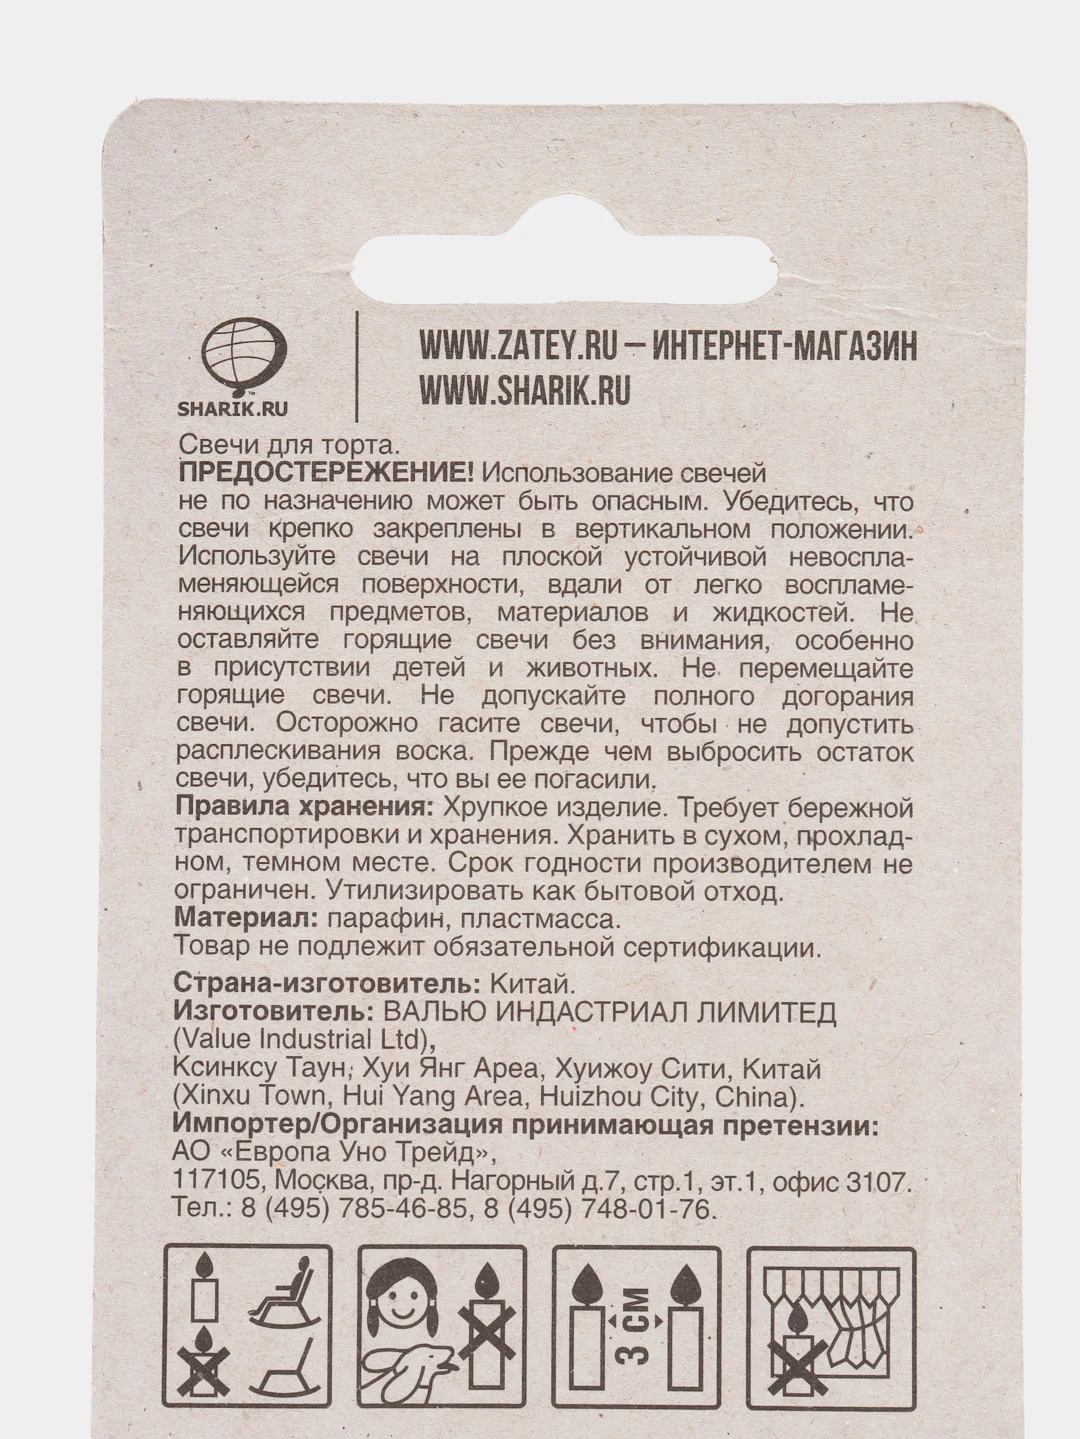 SHARIK.RU
WWW.ZATEY.RU – ИНТЕРНЕТ-МАГАЗИН
WWW.SHARIK.RU
Свечи для торта.
ПРЕДОСТЕРЕЖЕНИЕ! Использование свечей
не по назначению может быть опасным. Убедитесь, что
свечи крепко закреплены в вертикальном положении.
Используйте свечи на плоской устойчивой невоспла-
меняющейся поверхности, вдали от легко воспламе-
няющихся предметов, материалов и жидкостей. Не
оставляйте горящие свечи без внимания, особенно
в присутствии детей и животных. Не перемещайте
горящие свечи. Не допускайте полного догорания
свечи. Осторожно гасите свечи, чтобы не допустить
расплескивания воска. Прежде чем выбросить остаток
свечи, убедитесь, что вы ее погасили.
Правила хранения: Хрупкое изделие. Требует бережной
транспортировки и хранения. Хранить в сухом, прохлад-
ном, темном месте. Срок годности производителем не
ограничен. Утилизировать как бытовой отход.
Материал: парафин, пластмасса.
Товар не подлежит обязательной сертификации.
Страна-изготовитель: Китай.
Изготовитель: ВАЛЬЮ ИНДАСТРИАЛ ЛИМИТЕД
(Value Industrial Ltd),
Ксинксу Таун, Хуи Янг Ареа, Хуижоу Сити, Китай
(Xinxu Town, Hui Yang Area, Huizhou City, China).
Импортер/Организация принимающая претензии:
АО «Европа Уно Трейд»,
117105, Москва, пр-д. Нагорный д.7, стр.1, эт.1, офис 3107.
Тел.: 8 (495) 785-46-85, 8 (495) 748-01-76.
3 см